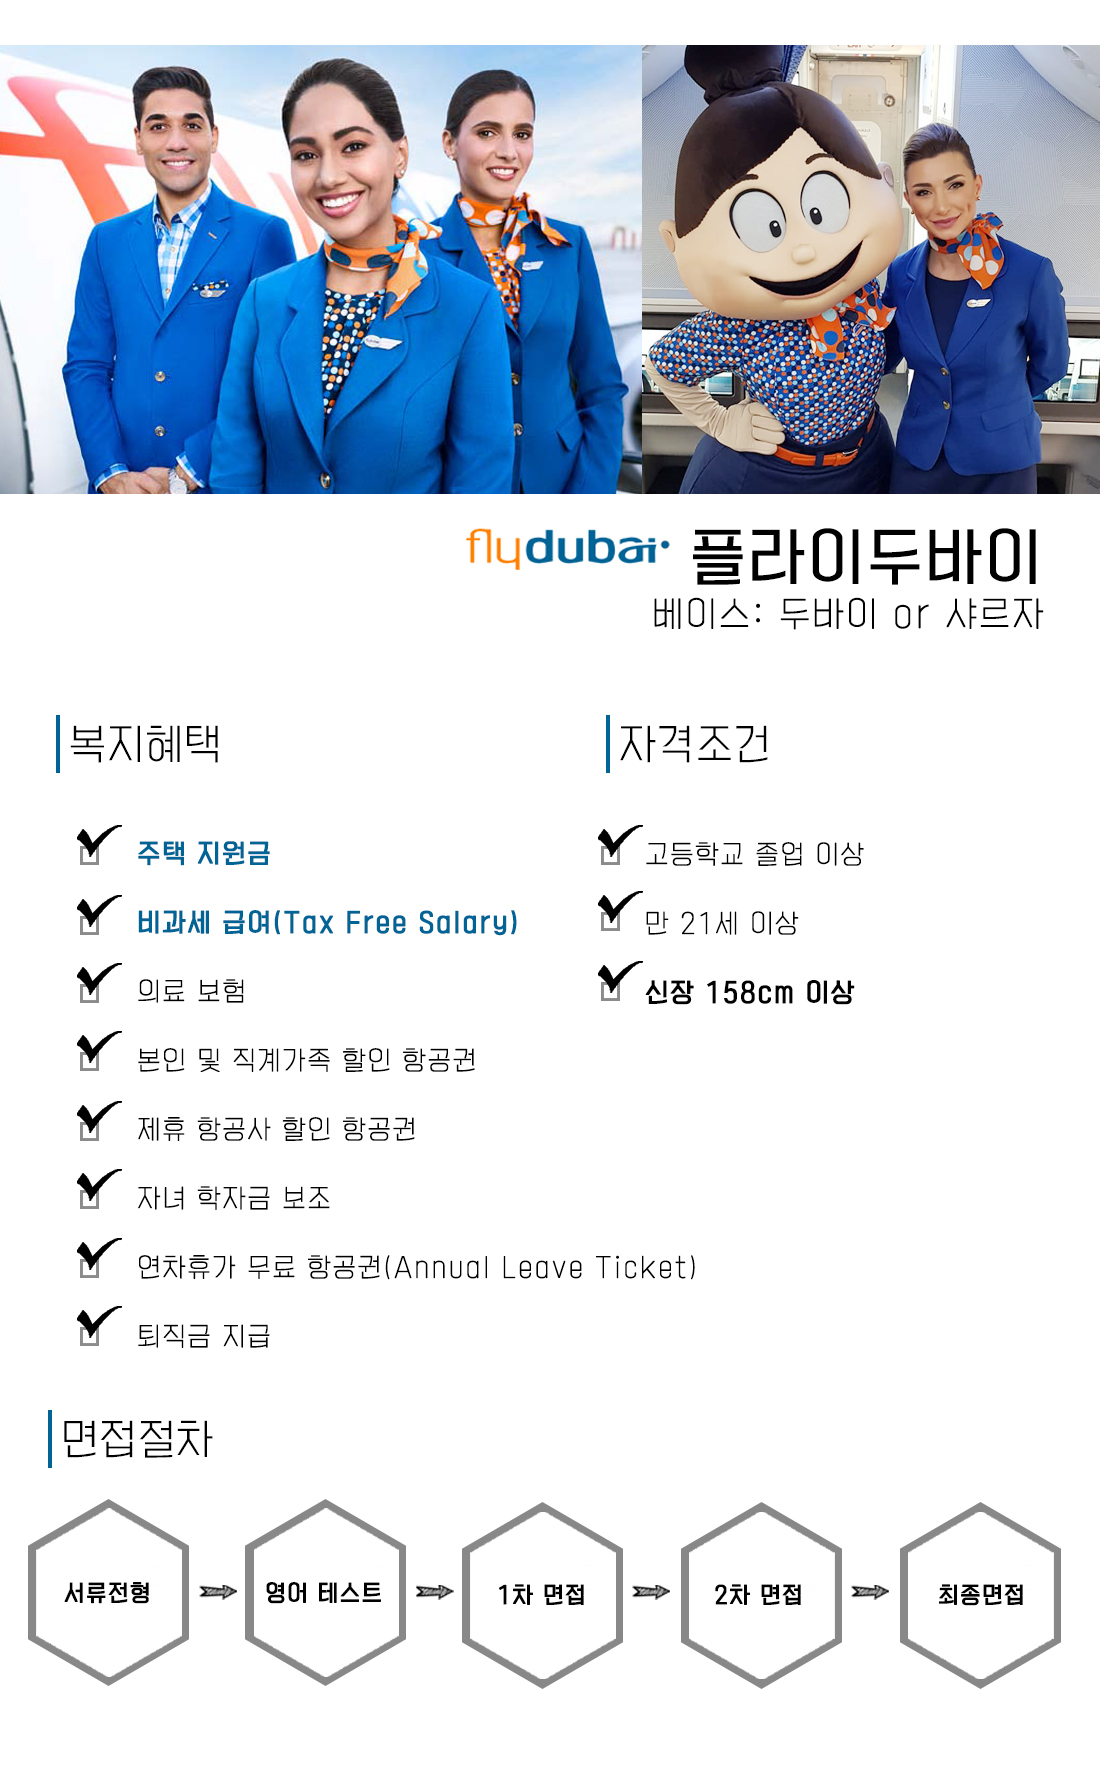 flydubai 플라이두바이
베이스: 두바이 or 샤르자
복지혜택
주택 지원금
비과세 급여(Tax Free Salary)
의료 보험
본인 및 직계가족 할인 항공권
제휴 항공사 할인 항공권
자녀 학자금 보조
연차휴가 무료 항공권(Annual Leave Ticket)
퇴직금 지급
자격조건
고등학교 졸업 이상
만 21세 이상
신장 158cm 이상
면접절차
서류전형
영어 테스트
1차 면접
2차 면접
최종면접